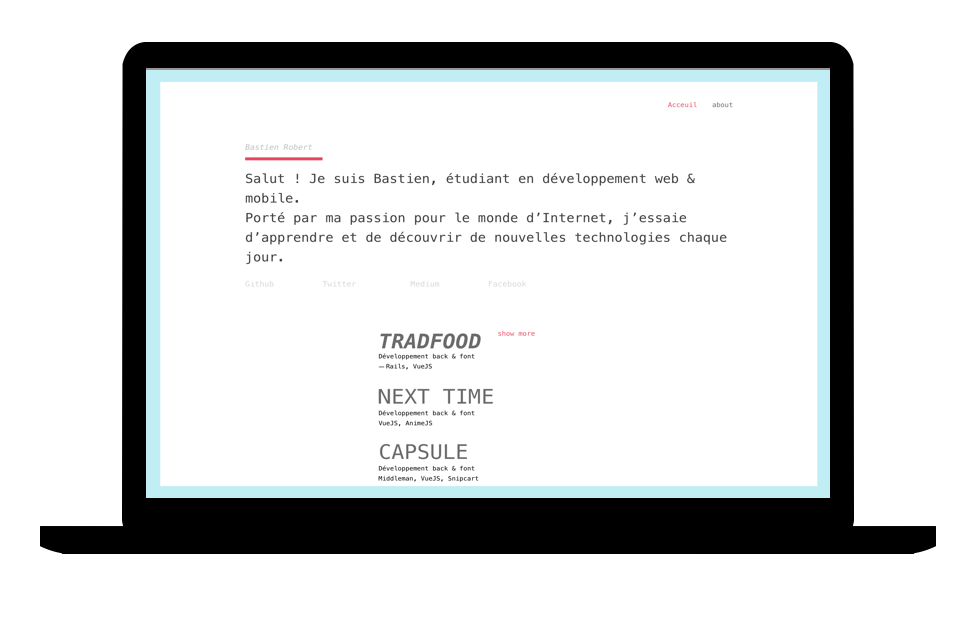 Acceuil about
Bastien Robert
Salut ! Je suis Bastien, étudiant en développement web &
mobile.
Porté par ma passion pour le monde d’Internet, j’essaie
d’apprendre et de découvrir de nouvelles technologies chaque
jour.
Github Twitter Medium Facebook
TRADFOOD show more
Développement back & font
— Rails, VueJS
NEXT TIME
Développement back & font
VueJS, AnimeJS
CAPSULE
Développement back & font
Middleman, VueJS, Snipcart